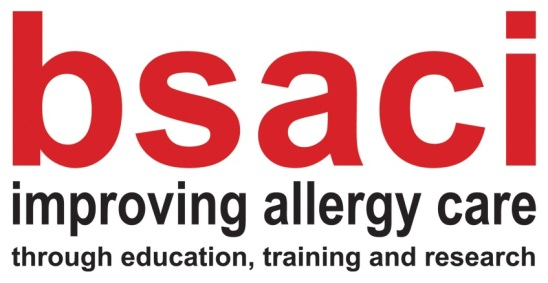 bsaci
improving allergy care
through education, training and research